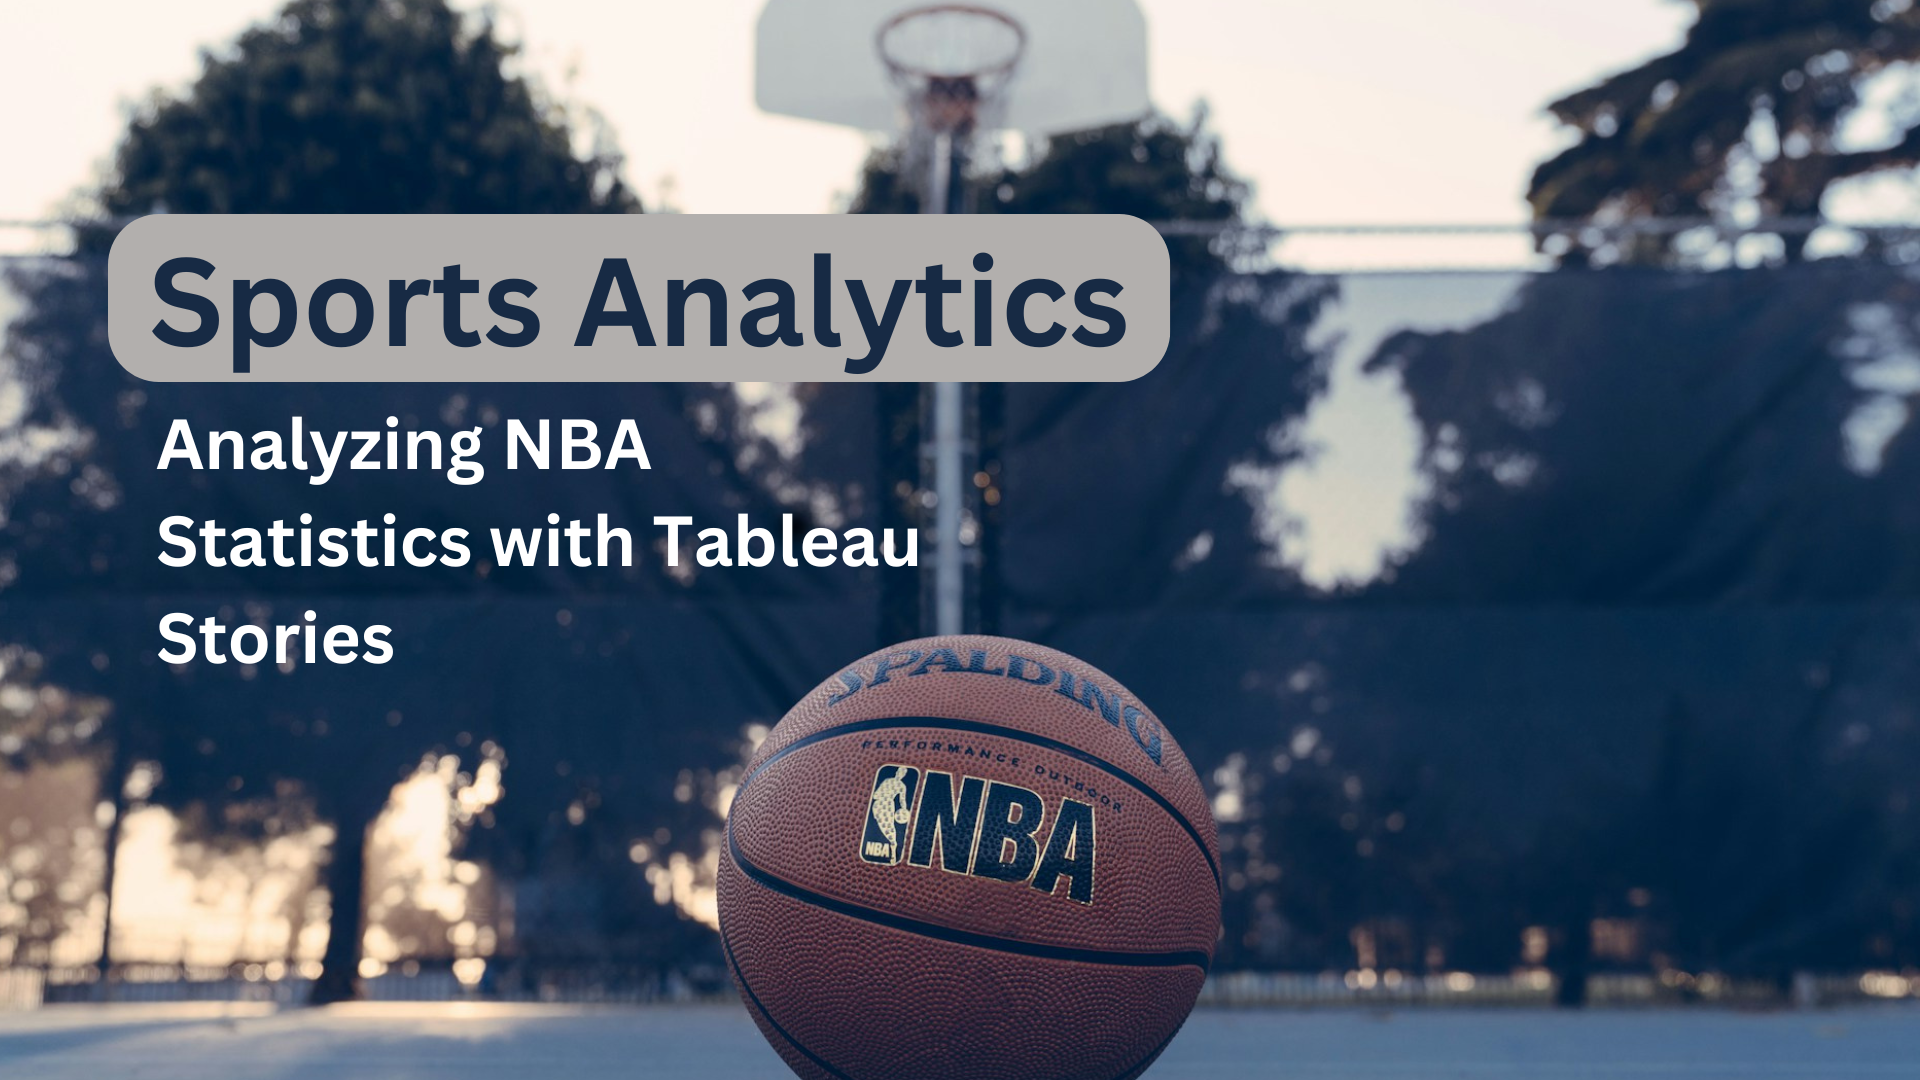 Sports Analytics
Analyzing NBA
Statistics with Tableau
Stories
SPALDING
PERFORMANCE OUTDOOR
NBA
NBA